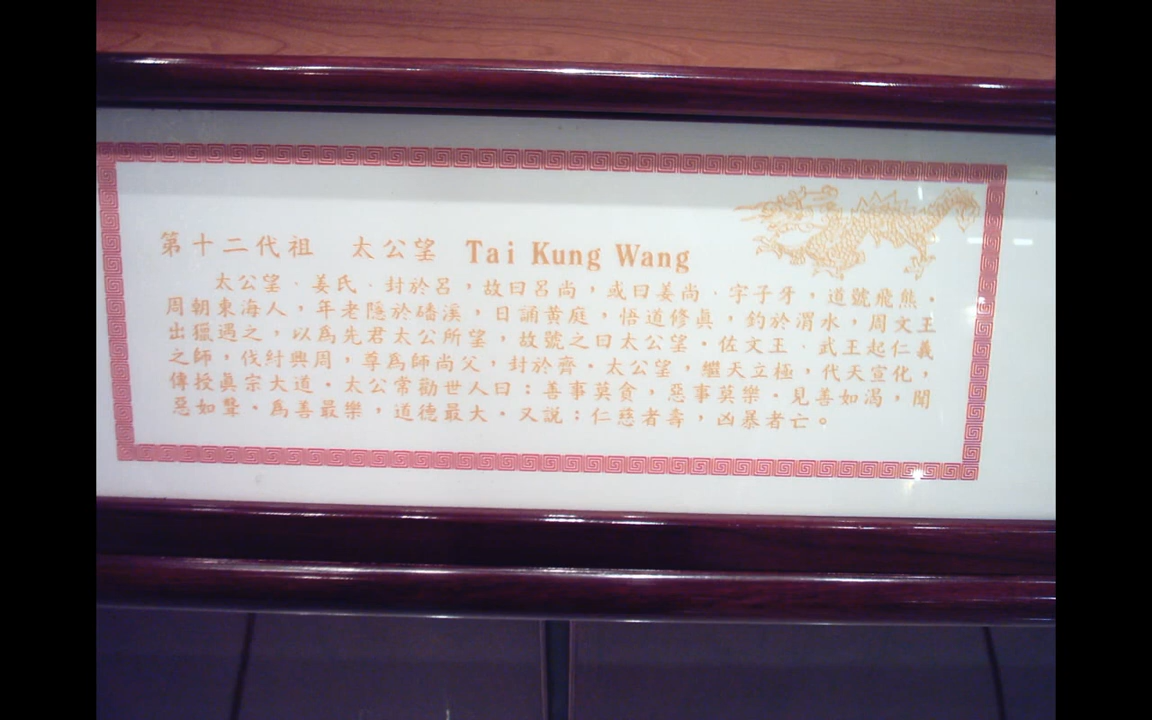 第十二代祖 太公望 Tai Kung Wang
太公望、姜氏、封於呂，故曰呂尚，或曰姜尚、字子牙，道號飛熊。
周朝東海人，年老隱於磻溪，日誦黃庭，悟道修眞，釣於渭水，周文王
出獵遇之，以爲先君太公所望，故號之曰太公望。佐文王、武王起仁義
之師，伐紂興周，尊爲師尚父，封於齊。太公望，繼天立極，代天宣化，
傳授眞宗大道。太公常勸世人曰：善事莫貪，惡事莫樂。見善如渴，聞
惡如聾。爲善最樂，道德最大。又説：仁慈者壽，凶暴者亡。